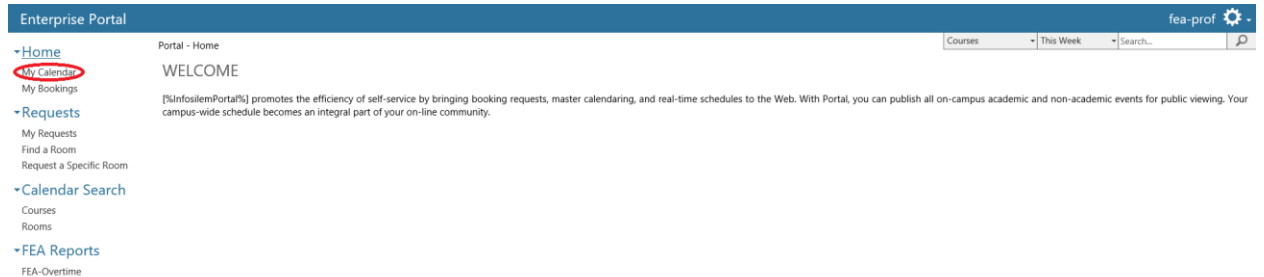 Enterprise Portal
fea-prof
Home
My Calendar
My Bookings
Requests
My Requests
Find a Room
Request a Specific Room
Calendar Search
Courses
Rooms
FEA Reports
FEA-Overtime
Portal - Home
Courses
This Week
Search...
WELCOME
[%InfosilemPortal%] promotes the efficiency of self-service by bringing booking requests, master calendaring, and real-time schedules to the Web. With Portal, you can publish all on-campus academic and non-academic events for public viewing. Your
campus-wide schedule becomes an integral part of your on-line community.